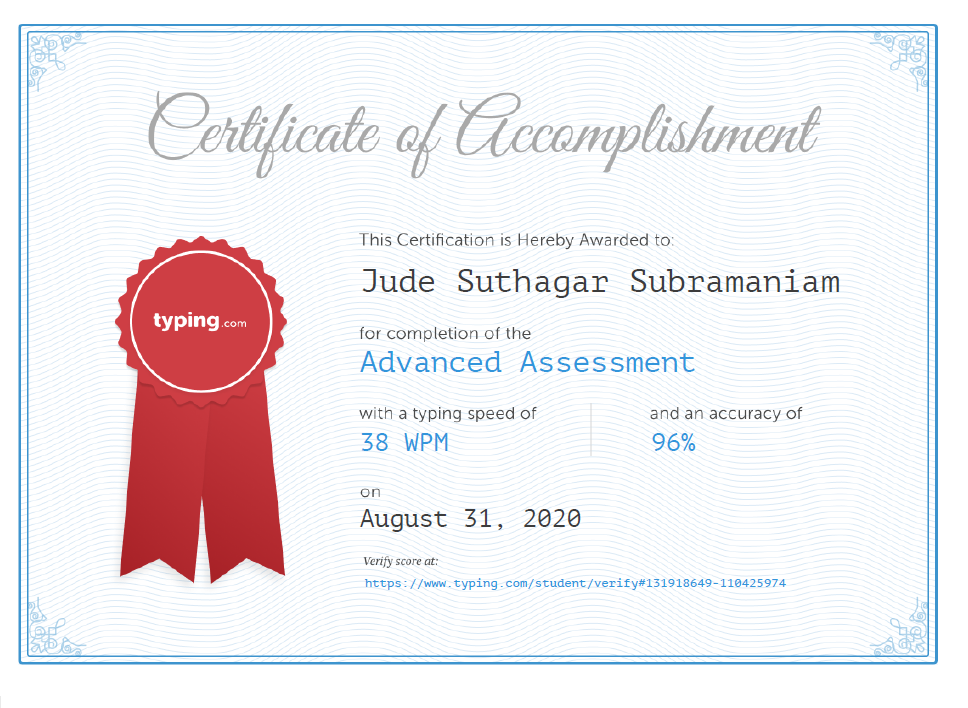 Certificate of Accomplishment
typing.com
This Certification is Hereby Awarded to:
Jude Suthagar Subramaniam
for completion of the
Advanced Assessment
with a typing speed of
38 WPM
and an accuracy of
96%
on
August 31, 2020
Verify score at:
https://www.typing.com/student/verify#131918649-110425974